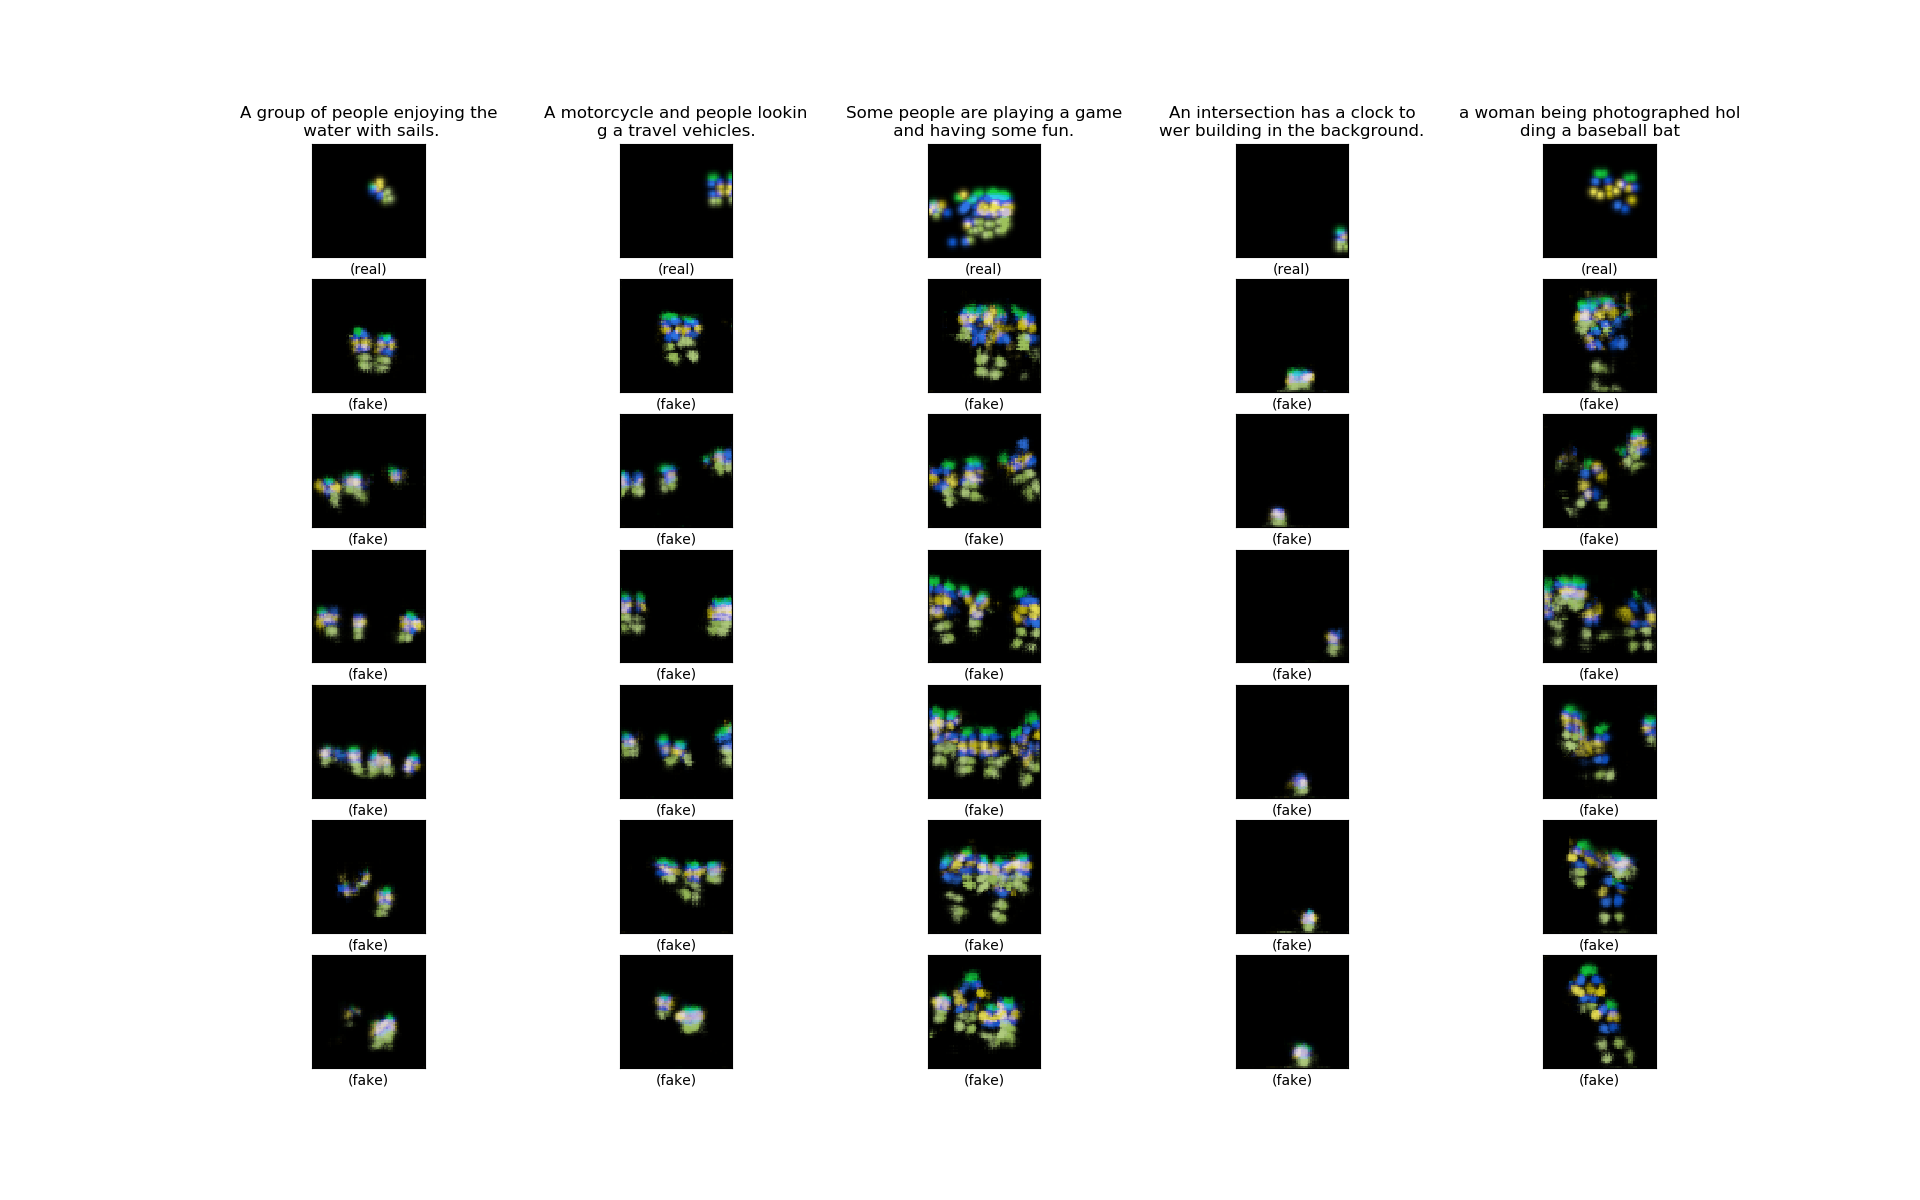 A group of people enjoying the
water with sails.
A motorcycle and people lookin
g a travel vehicles.
Some people are playing a game
and having some fun.
An intersection has a clock to
wer building in the background.
a woman being photographed hol
ding a baseball bat
(real) (real) (real) (real) (real)
(fake) (fake) (fake) (fake) (fake)
(fake) (fake) (fake) (fake) (fake)
(fake) (fake) (fake) (fake) (fake)
(fake) (fake) (fake) (fake) (fake)
(fake) (fake) (fake) (fake) (fake)
(fake) (fake) (fake) (fake) (fake)